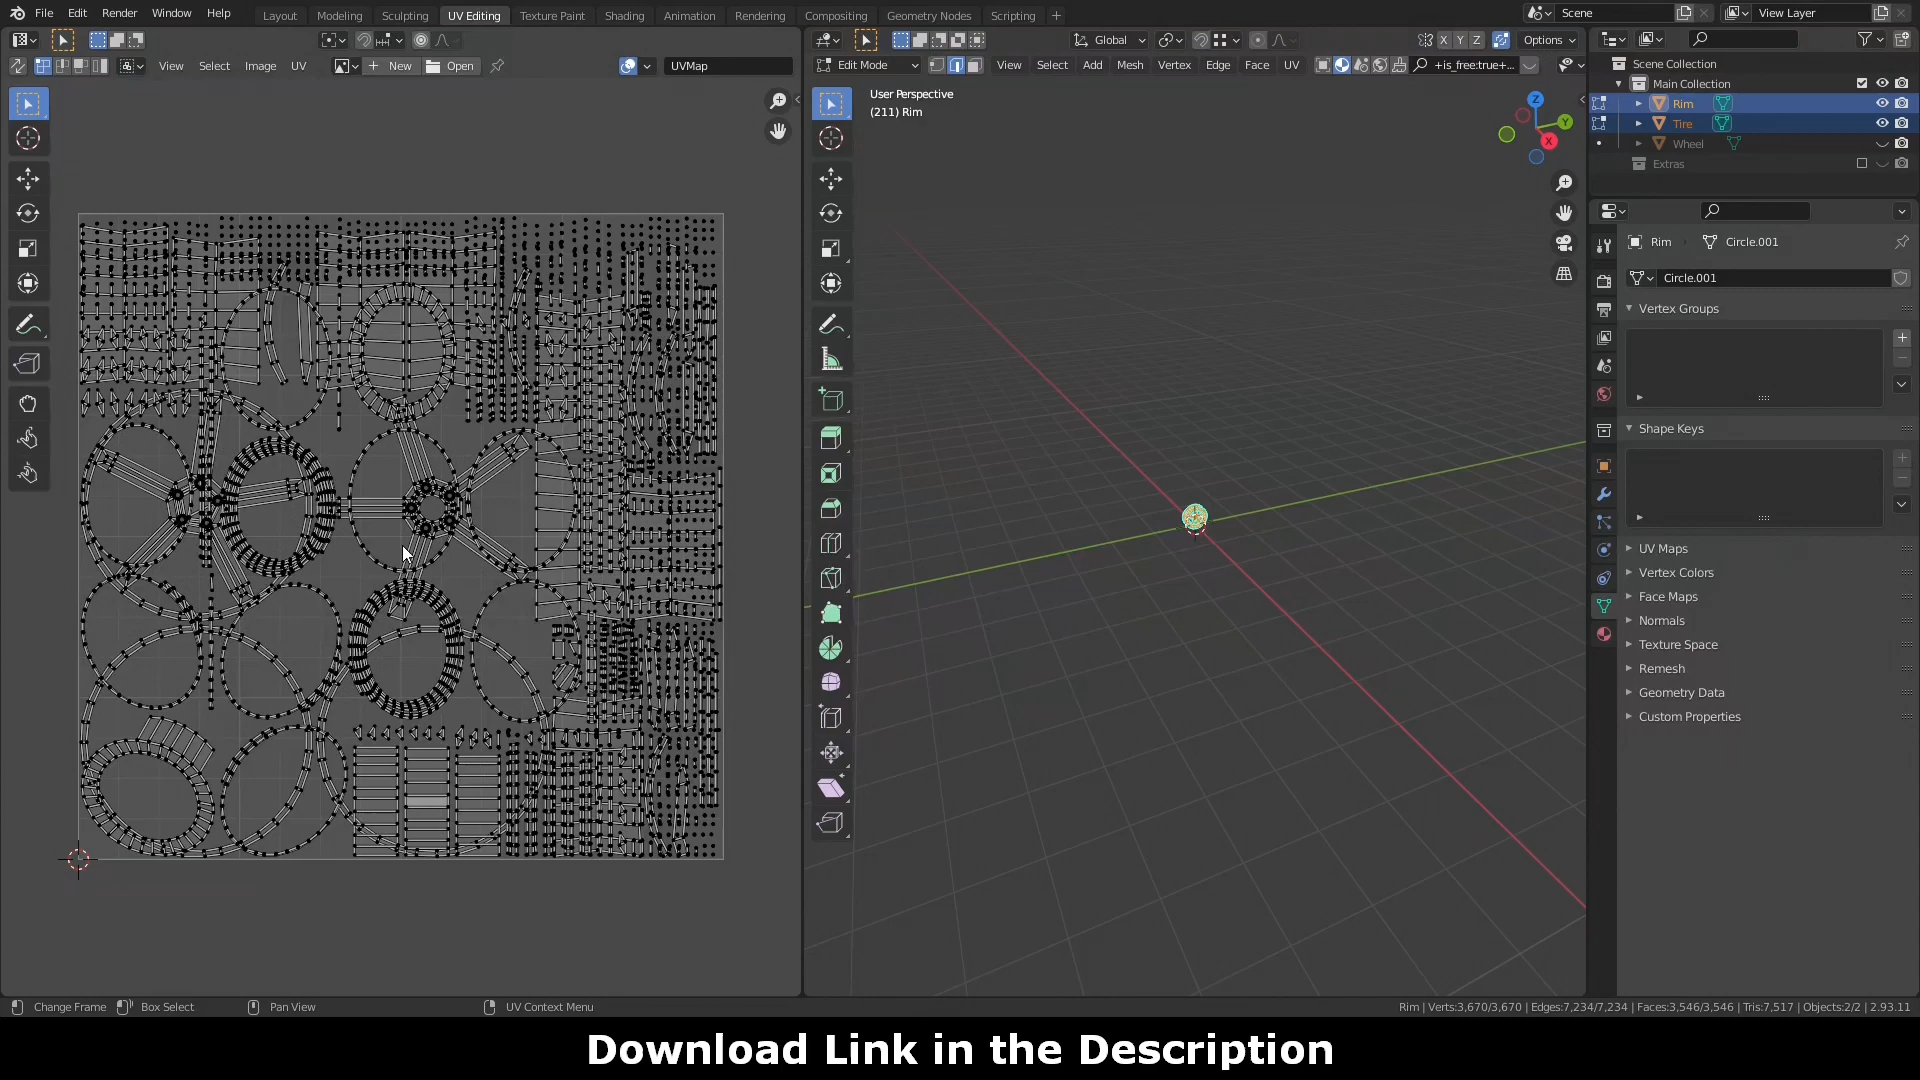 File Edit Render Window Help Layout Modeling Sculpting UV Editing Texture Paint Shading Animation Rendering Compositing Geometry Nodes Scripting + Scene View Layer
Global X Y Z Options
View Select Image UV New Open UVMap Edit Mode View Select Add Mesh Vertex Edge Face UV +is_free:true+...
Scene Collection
Main Collection
Rim
Tire
Wheel
Extras
User Perspective
(211) Rim
Z
Y
X
Rim Circle.001
Circle.001
Vertex Groups
Shape Keys
UV Maps
Vertex Colors
Face Maps
Normals
Texture Space
Remesh
Geometry Data
Custom Properties
Change Frame Box Select Pan View UV Context Menu Rim | Verts:3,670/3,670 | Edges:7,234/7,234 | Faces:3,546/3,546 | Tris:7,517 | Objects:2/2 | 2.93.11
Download Link in the Description